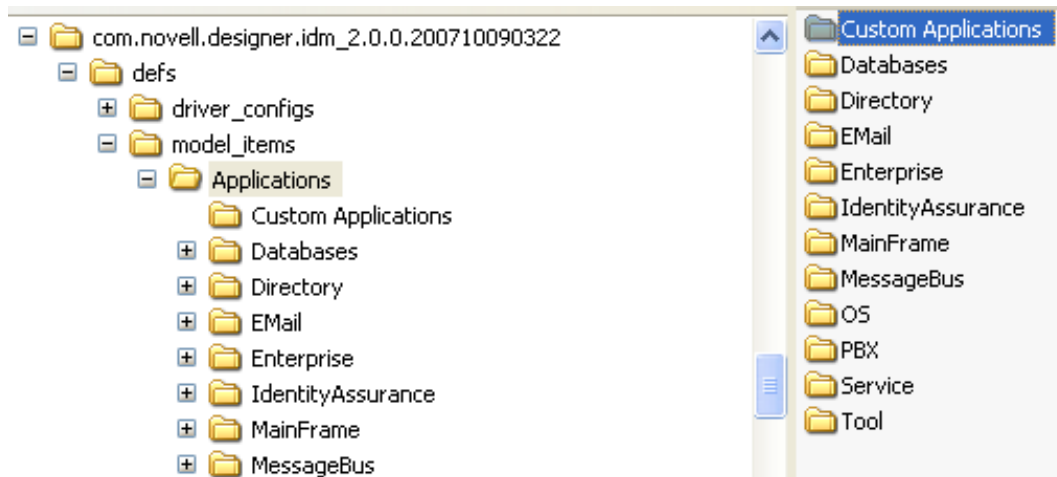 com.novell.designer.idm_2.0.0.200710090322
defs
driver_configs
model_items
Applications
Custom Applications
Databases
Directory
EMail
Enterprise
IdentityAssurance
MainFrame
MessageBus
Custom Applications
Databases
Directory
EMail
Enterprise
IdentityAssurance
MainFrame
MessageBus
OS
PBX
Service
Tool